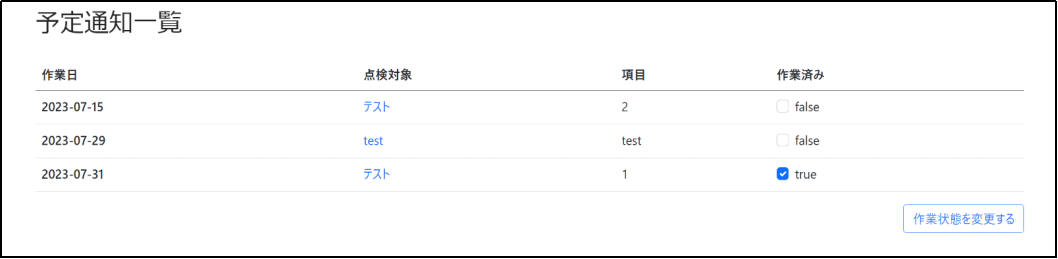 予定通知一覧
作業日 点検対象 項目 作業済み
2023-07-15 テスト 2 false
2023-07-29 test test false
2023-07-31 テスト 1 true
作業状態を変更する